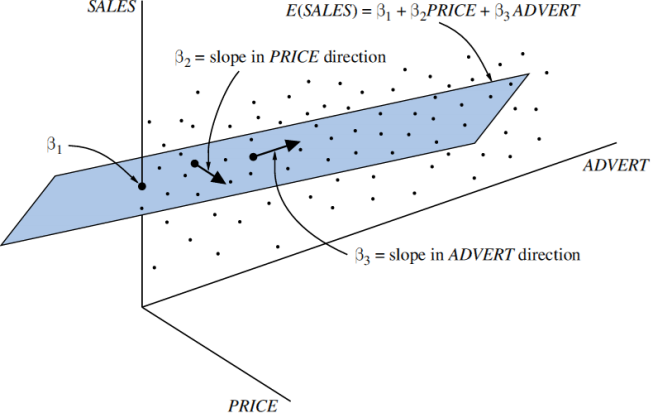 SALES
E(SALES) = β1 + β2PRICE + β3 ADVERT
β2 = slope in PRICE direction
β1
ADVERT
β3 = slope in ADVERT direction
PRICE